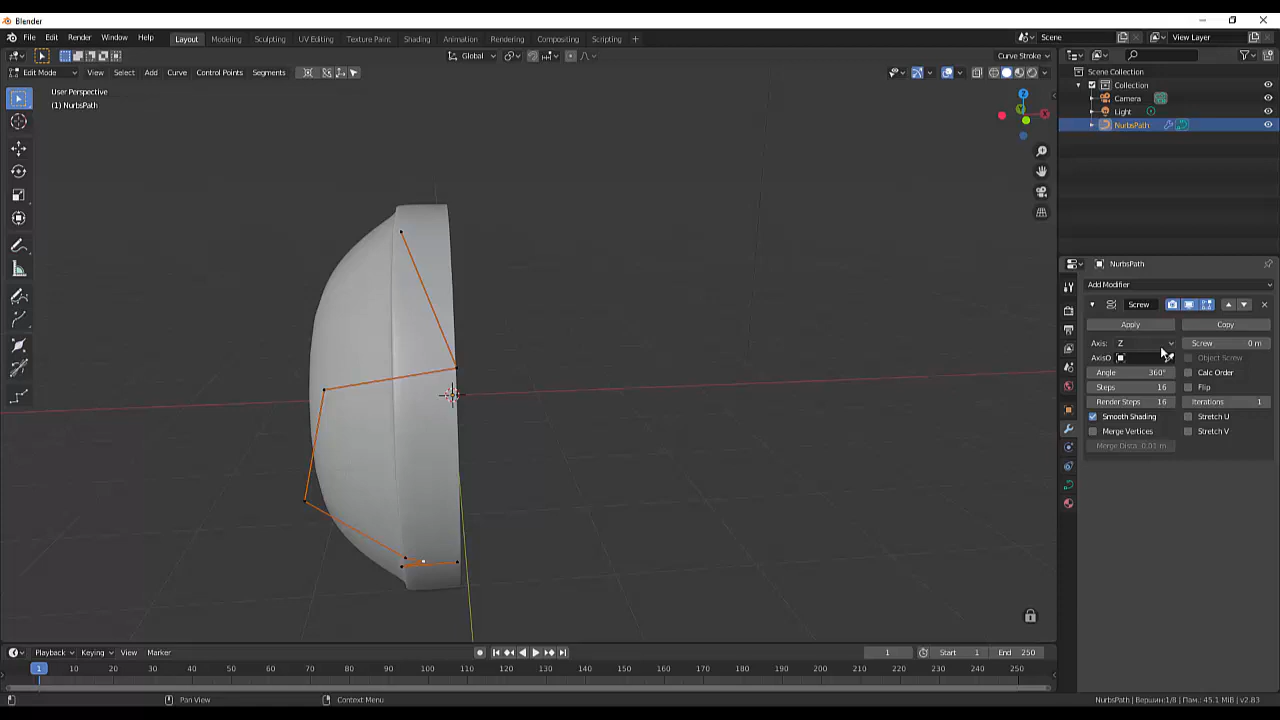 Blender
File Edit Render Window Help
Layout Modeling Sculpting UV Editing Texture Paint Shading Animation Rendering Compositing Scripting +
Scene
View Layer
Global
Curve Stroke
Edit Mode View Select Add Curve Control Points Segments
User Perspective
(1) NurbsPath
Z
Scene Collection
Collection
Camera
Light
NurbsPath
NurbsPath
Add Modifier
Screw
Apply Copy
Axis: Z Screw 0 m
AxisO Object Screw
Angle 360° Calc Order
Steps 16 Flip
Render Steps 16 Iterations 1
Smooth Shading Stretch U
Merge Vertices Stretch V
Merge Dista 0.01 m
Playback Keying View Marker
1 Start 1 End 250
1 10 20 30 40 50 60 70 80 90 100 110 120 130 140 150 160 170 180 190 200 210 220 230 240 250
Pan View Context Menu
NurbsPath | Вершин:1/8 | Пам.: 45.1 MiB | v2.83